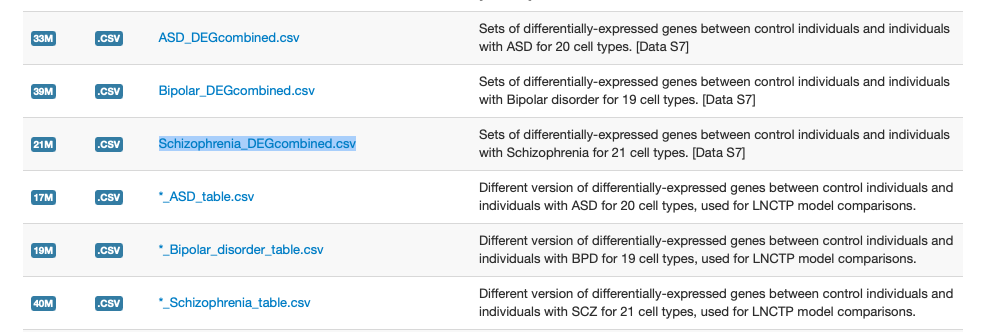 33M .CSV ASD_DEGcombined.csv Sets of differentially-expressed genes between control individuals and individuals
with ASD for 20 cell types. [Data S7]
39M .CSV Bipolar_DEGcombined.csv Sets of differentially-expressed genes between control individuals and individuals
with Bipolar disorder for 19 cell types. [Data S7]
21M .CSV Schizophrenia_DEGcombined.csv Sets of differentially-expressed genes between control individuals and individuals
with Schizophrenia for 21 cell types. [Data S7]
17M .CSV *_ASD_table.csv Different version of differentially-expressed genes between control individuals and
individuals with ASD for 20 cell types, used for LNCTP model comparisons.
19M .CSV *_Bipolar_disorder_table.csv Different version of differentially-expressed genes between control individuals and
individuals with BPD for 19 cell types, used for LNCTP model comparisons.
40M .CSV *_Schizophrenia_table.csv Different version of differentially-expressed genes between control individuals and
individuals with SCZ for 21 cell types, used for LNCTP model comparisons.